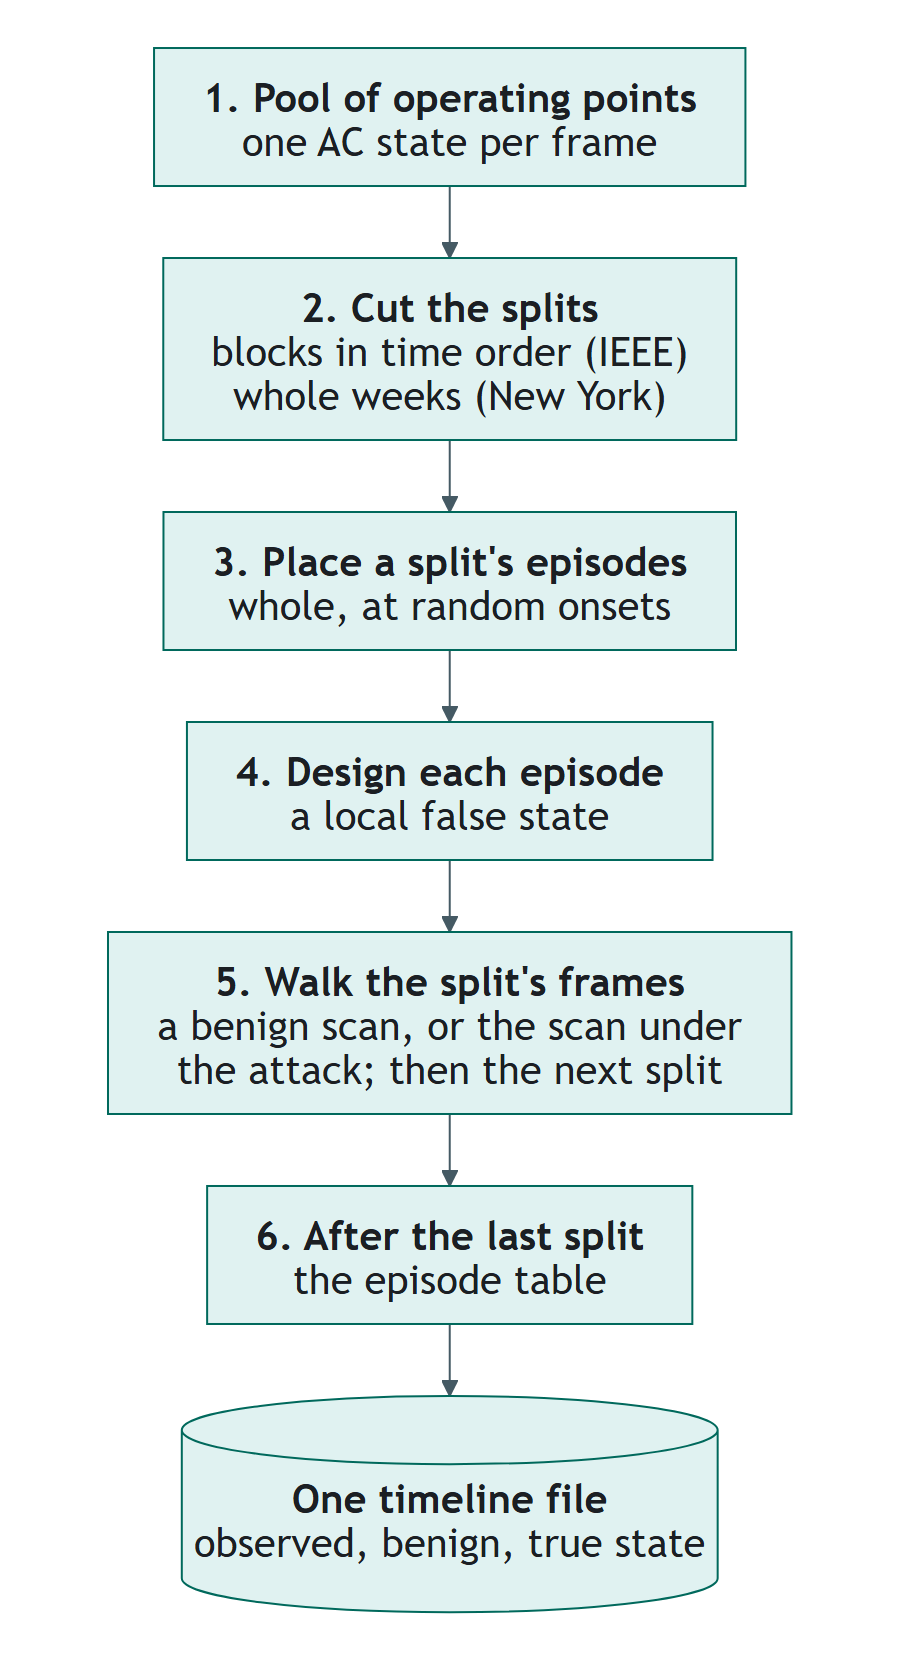 1. Pool of operating points
one AC state per frame
2. Cut the splits
blocks in time order (IEEE)
whole weeks (New York)
3. Place a split's episodes
whole, at random onsets
4. Design each episode
a local false state
5. Walk the split's frames
a benign scan, or the scan under
the attack; then the next split
6. After the last split
the episode table
One timeline file
observed, benign, true state